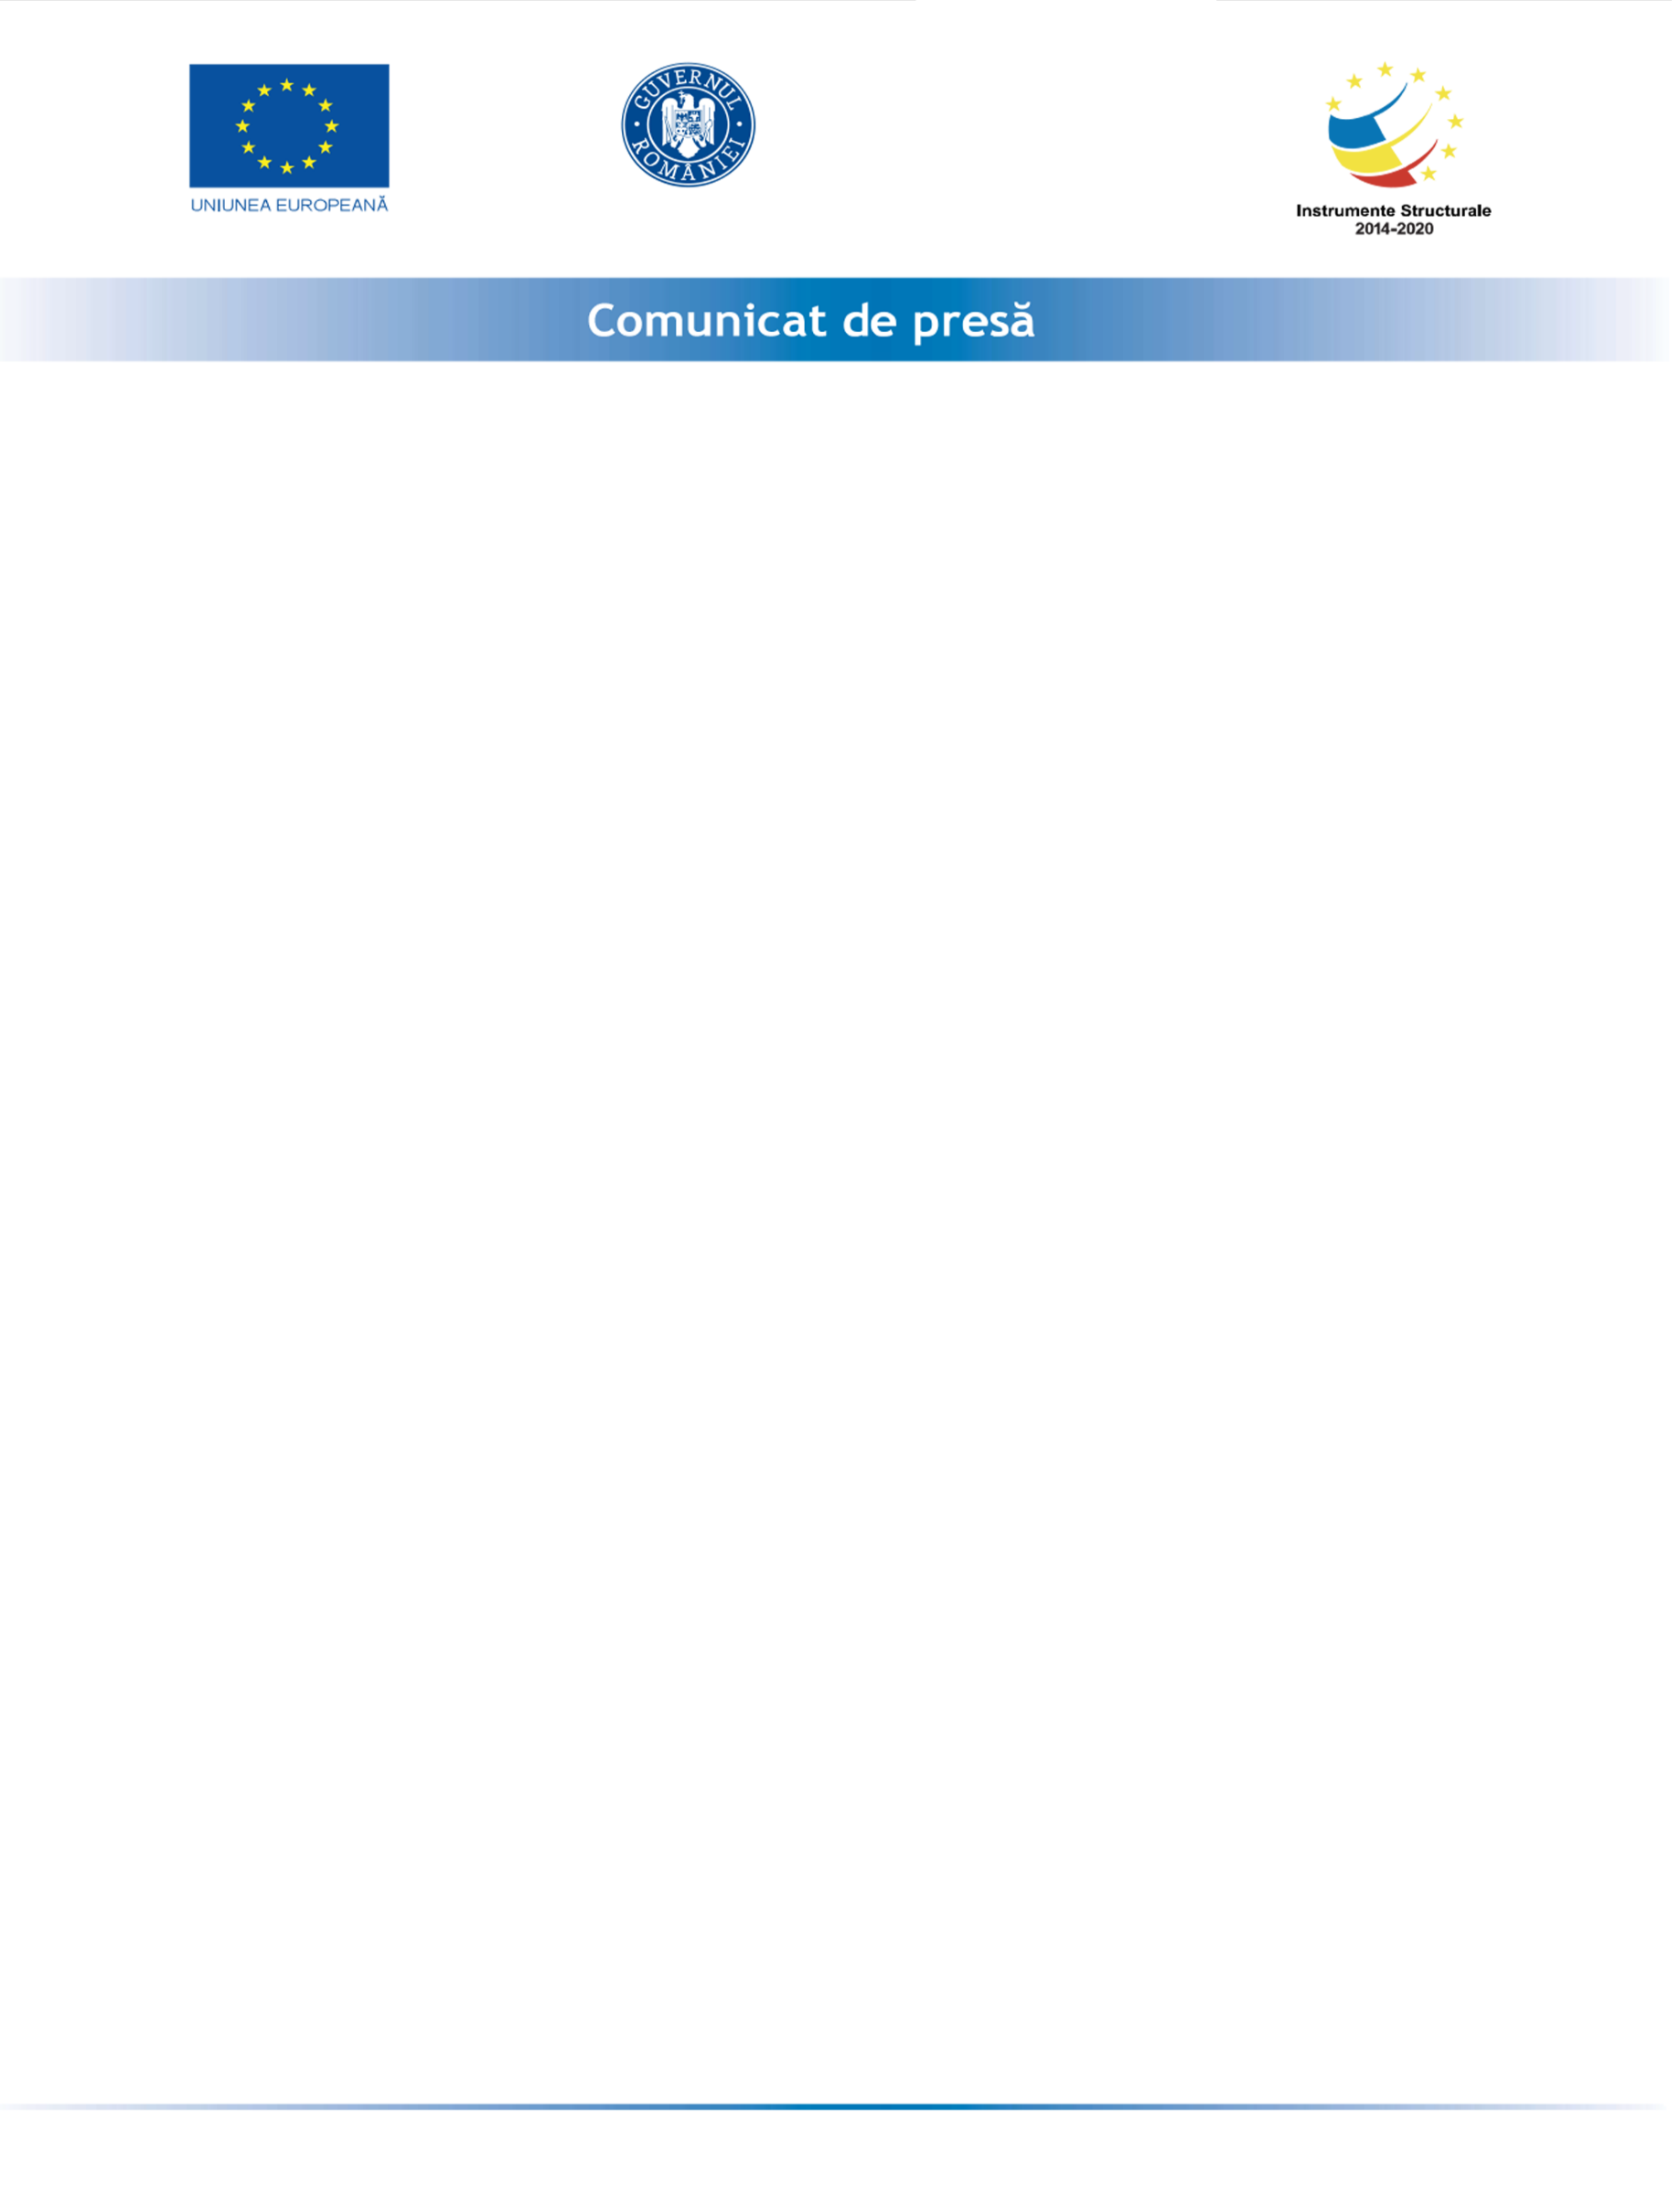 UNIUNEA EUROPEANĂ
GUVERNUL ROMÂNIEI
Instrumente Structurale
2014-2020
Comunicat de presă